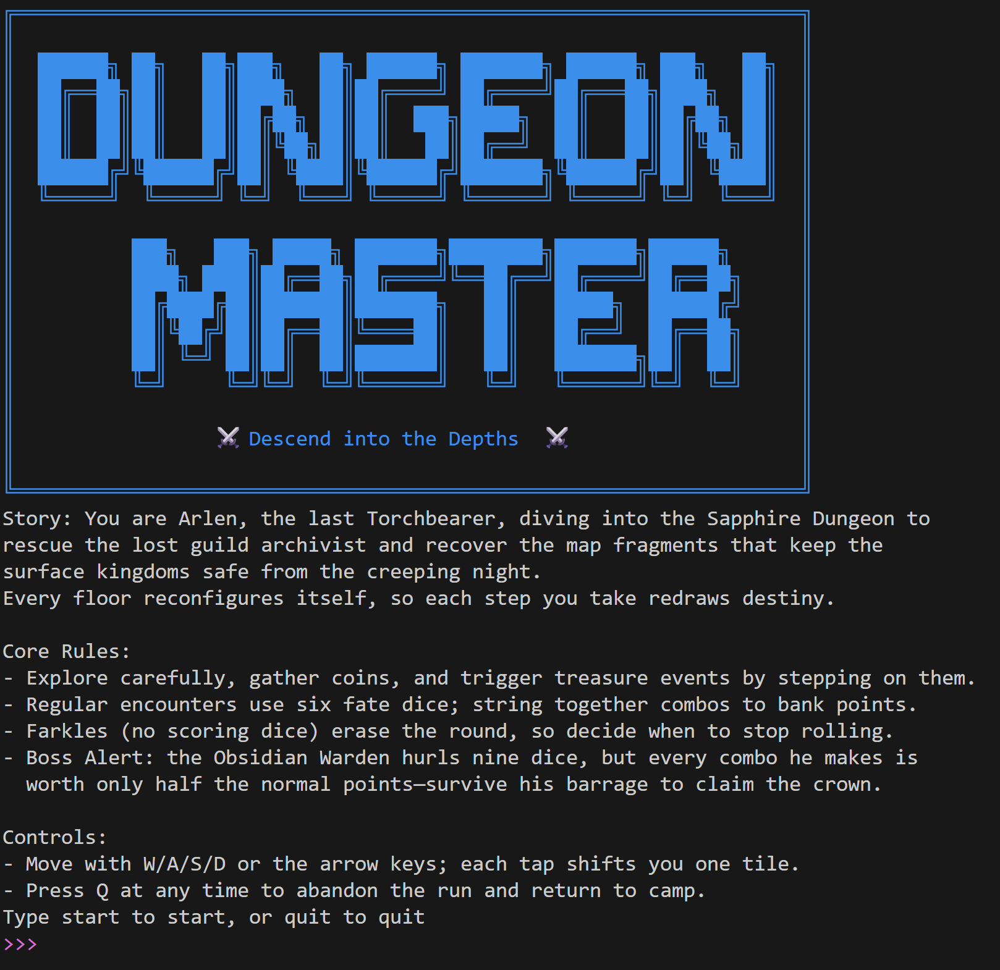 DUNGEON
MASTER
⚔️ Descend into the Depths ⚔️
Story: You are Arlen, the last Torchbearer, diving into the Sapphire Dungeon to
rescue the lost guild archivist and recover the map fragments that keep the
surface kingdoms safe from the creeping night.
Every floor reconfigures itself, so each step you take redraws destiny.
Core Rules:
- Explore carefully, gather coins, and trigger treasure events by stepping on them.
- Regular encounters use six fate dice; string together combos to bank points.
- Farkles (no scoring dice) erase the round, so decide when to stop rolling.
- Boss Alert: the Obsidian Warden hurls nine dice, but every combo he makes is
worth only half the normal points—survive his barrage to claim the crown.
Controls:
- Move with W/A/S/D or the arrow keys; each tap shifts you one tile.
- Press Q at any time to abandon the run and return to camp.
Type start to start, or quit to quit
>>>